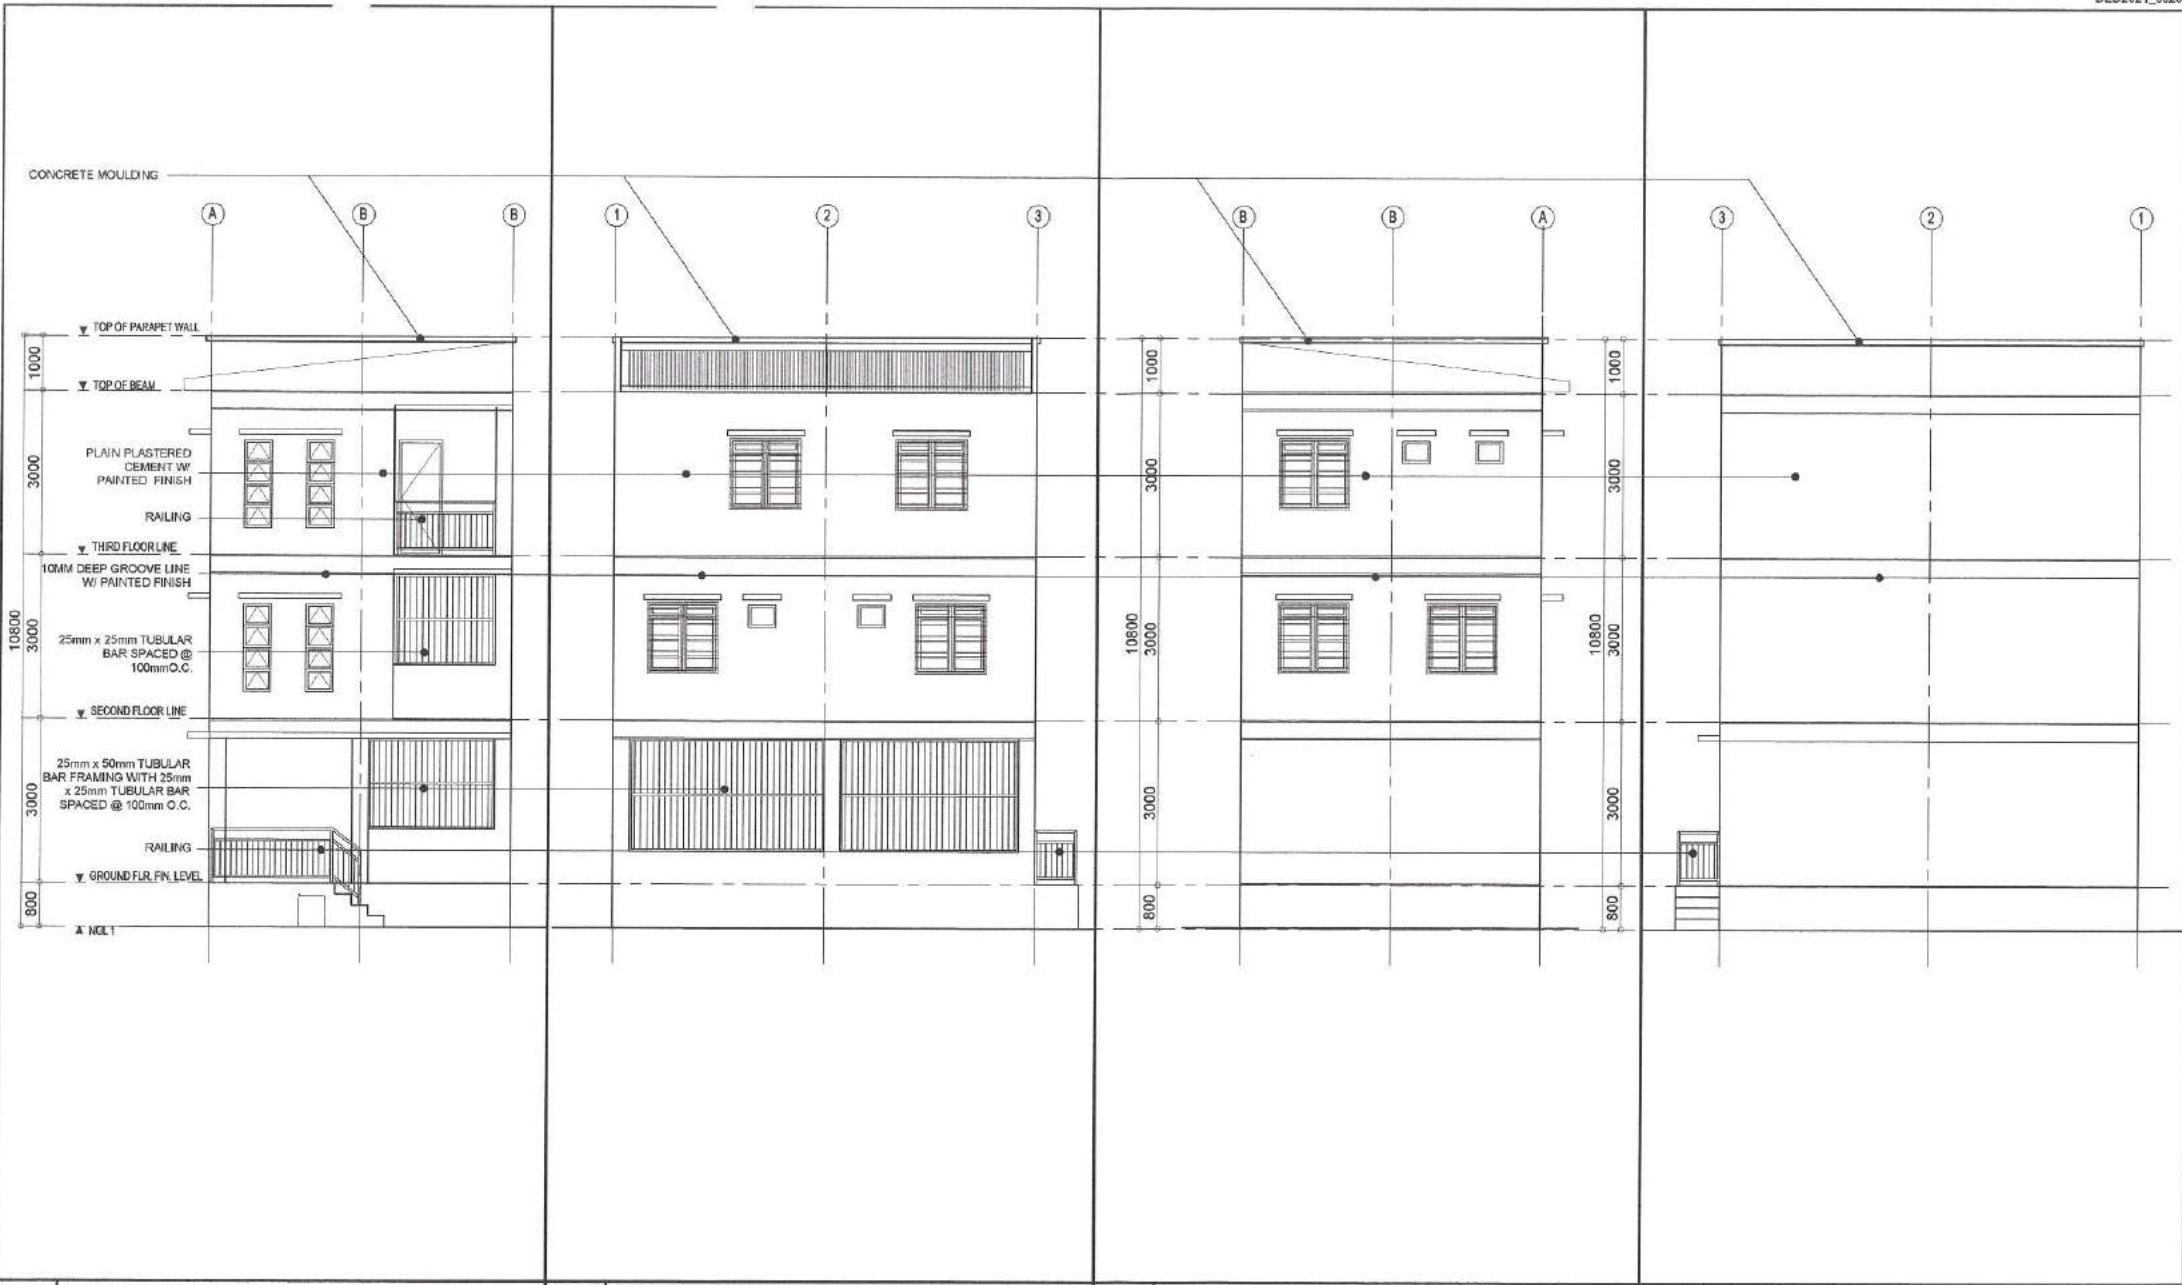 CONCRETE MOULDING
A
B
B
1
2
3
B
B
A
3
2
1
TOP OF PARAPET WALL
1000
TOP OF BEAM
PLAIN PLASTERED
CEMENT W/
PAINTED FINISH
3000
RAILING
THIRD FLOOR LINE
10MM DEEP GROOVE LINE
W/ PAINTED FINISH
10800
3000
25mm x 25mm TUBULAR
BAR SPACED @
100mmO.C.
SECOND FLOOR LINE
25mm x 50mm TUBULAR
BAR FRAMING WITH 25mm
x 25mm TUBULAR BAR
SPACED @ 100mm O.C.
3000
RAILING
GROUND FLR. FIN. LEVEL
800
NGL 1
1000
3000
10800
3000
3000
800
1000
3000
10800
3000
3000
800